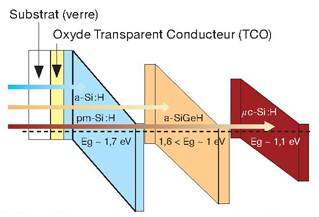 Substrat (verre)
Oxyde Transparent Conducteur (TCO)
a-Si:H
pm-Si:H
a-SiGeH
µc-Si:H
Eg ~ 1,7 eV
1,6 < Eg ~ 1 eV
Eg ~ 1,1 eV